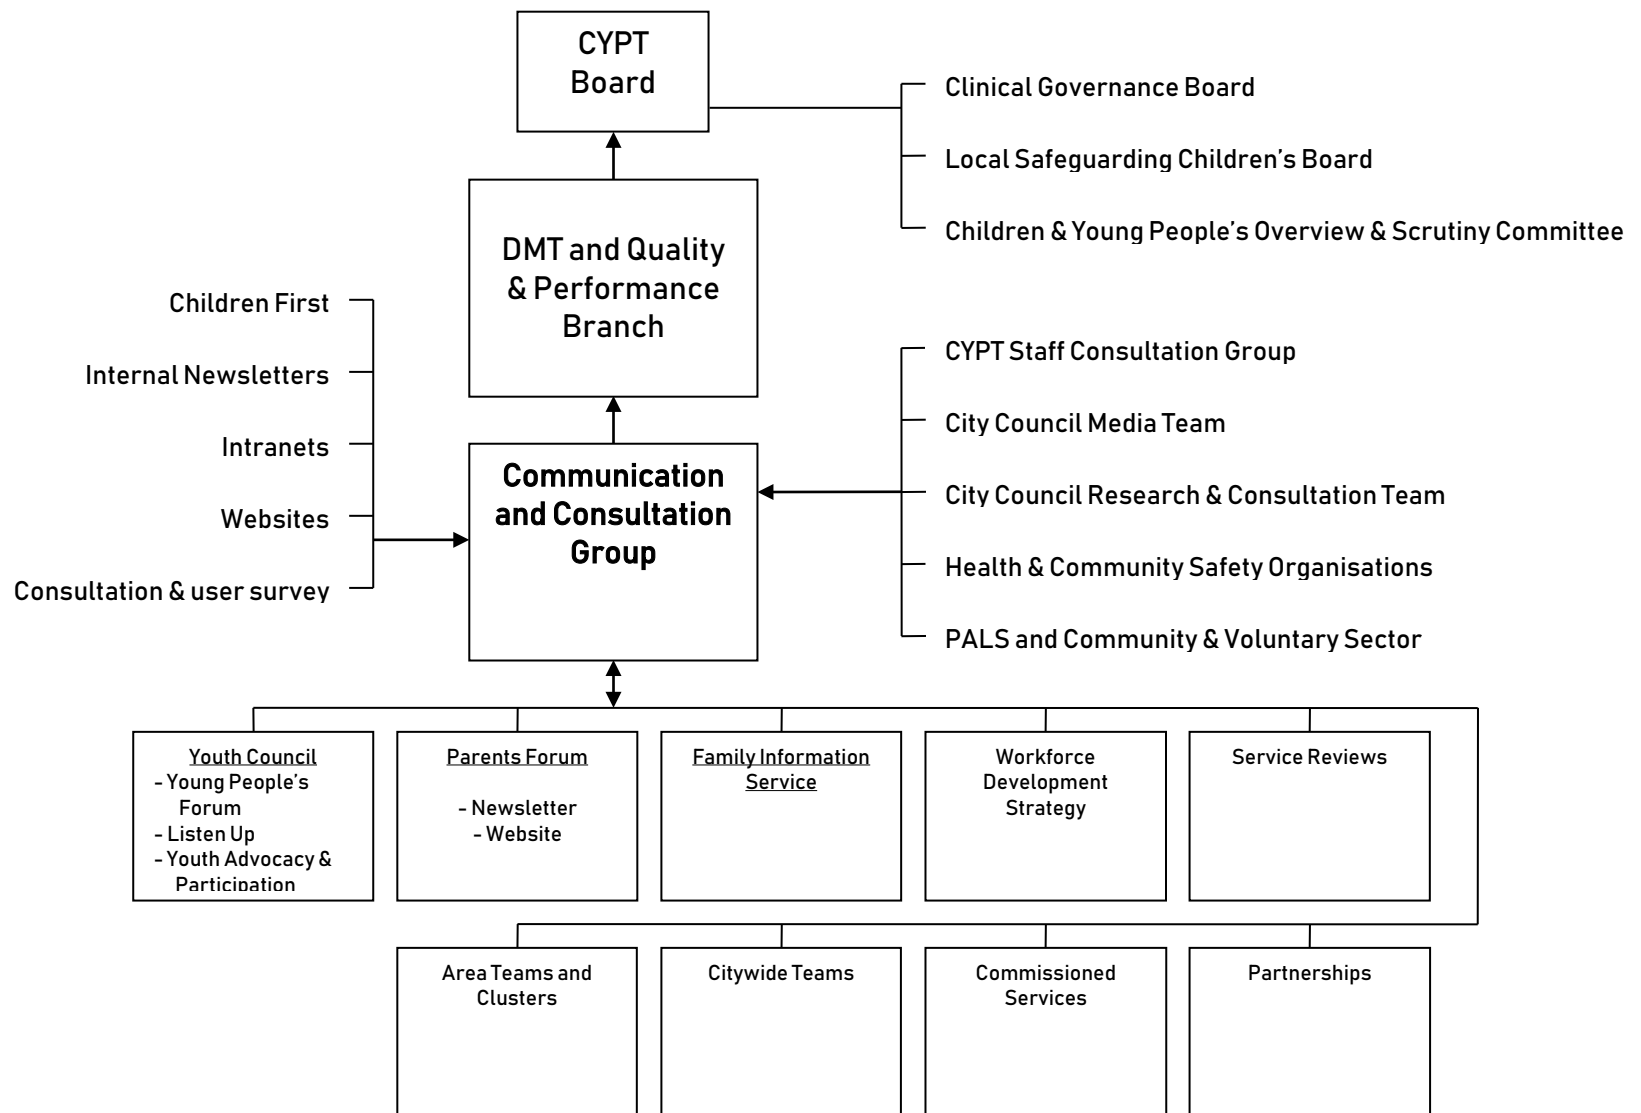 CYPT
Board
Clinical Governance Board
Local Safeguarding Children’s Board
Children & Young People’s Overview & Scrutiny Committee
DMT and Quality
& Performance
Branch
Children First
Internal Newsletters
Intranets
Websites
Consultation & user survey
Communication
and Consultation
Group
CYPT Staff Consultation Group
City Council Media Team
City Council Research & Consultation Team
Health & Community Safety Organisations
PALS and Community & Voluntary Sector
Youth Council
- Young People’s
Forum
- Listen Up
- Youth Advocacy &
Participation
Parents Forum
- Newsletter
- Website
Family Information
Service
Workforce
Development
Strategy
Service Reviews
Area Teams and
Clusters
Citywide Teams
Commissioned
Services
Partnerships